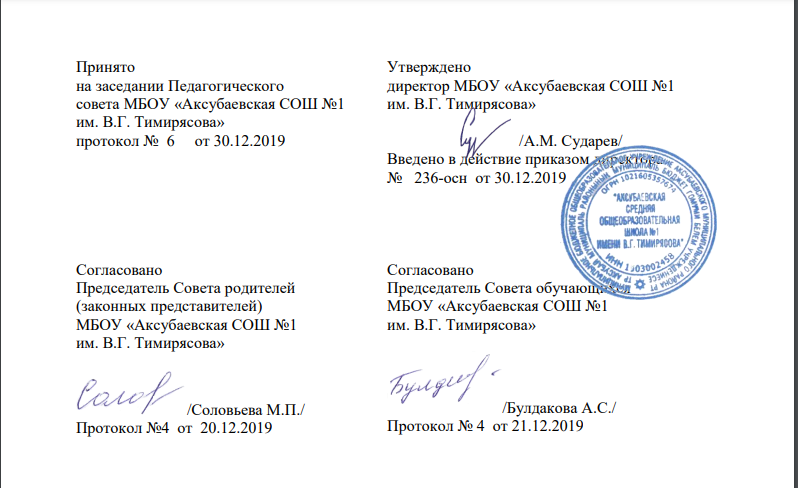 Принято
на заседании Педагогического
совета МБОУ «Аксубаевская СОШ №1
им. В.Г. Тимирясова»
протокол № 6 от 30.12.2019
Утверждено
директор МБОУ «Аксубаевская СОШ №1
им. В.Г. Тимирясова»
/А.М. Сударев/
Введено в действие приказом директора
№ 236-осн от 30.12.2019
"АКСУБАЕВСКАЯ
СРЕДНЯЯ
ОБЩЕОБРАЗОВАТЕЛЬНАЯ
ШКОЛА №1
ИМЕНИ В.Г. ТИМИРЯСОВА"
Согласовано
Председатель Совета родителей
(законных представителей)
МБОУ «Аксубаевская СОШ №1
им. В.Г. Тимирясова»
/Соловьева М.П./
Протокол №4 от 20.12.2019
Согласовано
Председатель Совета обучающихся
МБОУ «Аксубаевская СОШ №1
им. В.Г. Тимирясова»
/Булдакова А.С./
Протокол № 4 от 21.12.2019